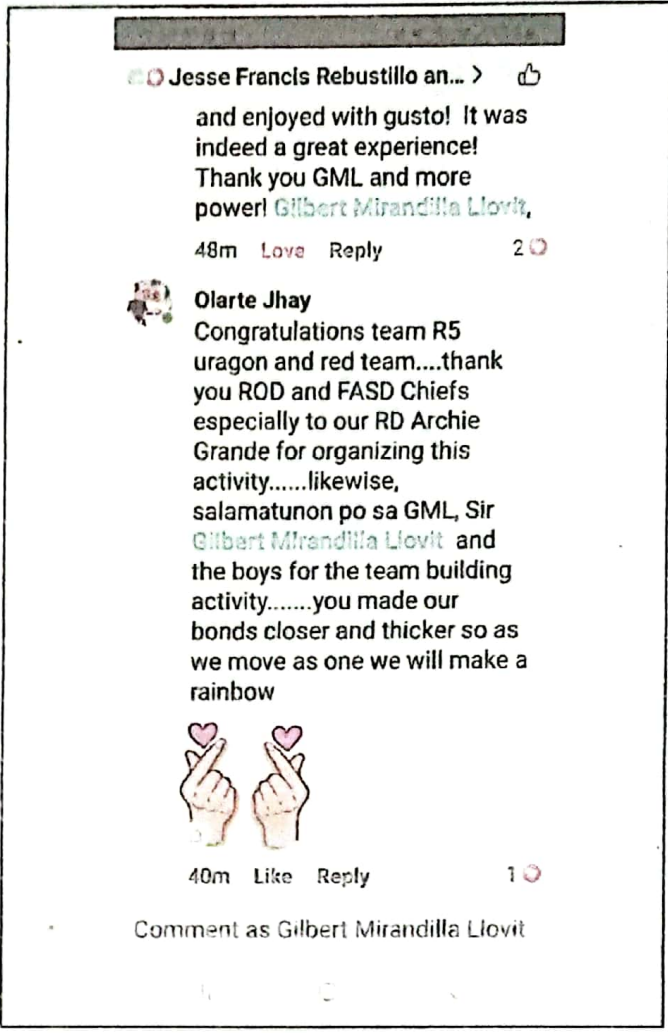 Jesse Francis Rebustillo an... >
and enjoyed with gusto! It was
indeed a great experience!
Thank you GML and more
power! Gilbert Mirandilla Llovit,
48m Love Reply 2
Olarte Jhay
Congratulations team R5
uragon and red team....thank
you ROD and FASD Chiefs
especially to our RD Archie
Grande for organizing this
activity......likewise,
salamatunon po sa GML, Sir
Gilbert Mirandilla Llovit and
the boys for the team building
activity.......you made our
bonds closer and thicker so as
we move as one we will make a
rainbow
40m Like Reply 1
Comment as Gilbert Mirandilla Llovit